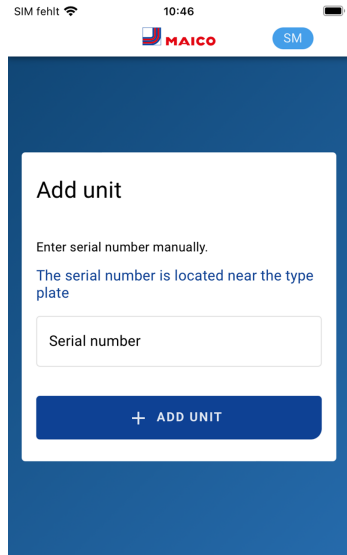 SIM fehlt 10:46
MAICO SM
Add unit
Enter serial number manually.
The serial number is located near the type
plate
Serial number
+ ADD UNIT